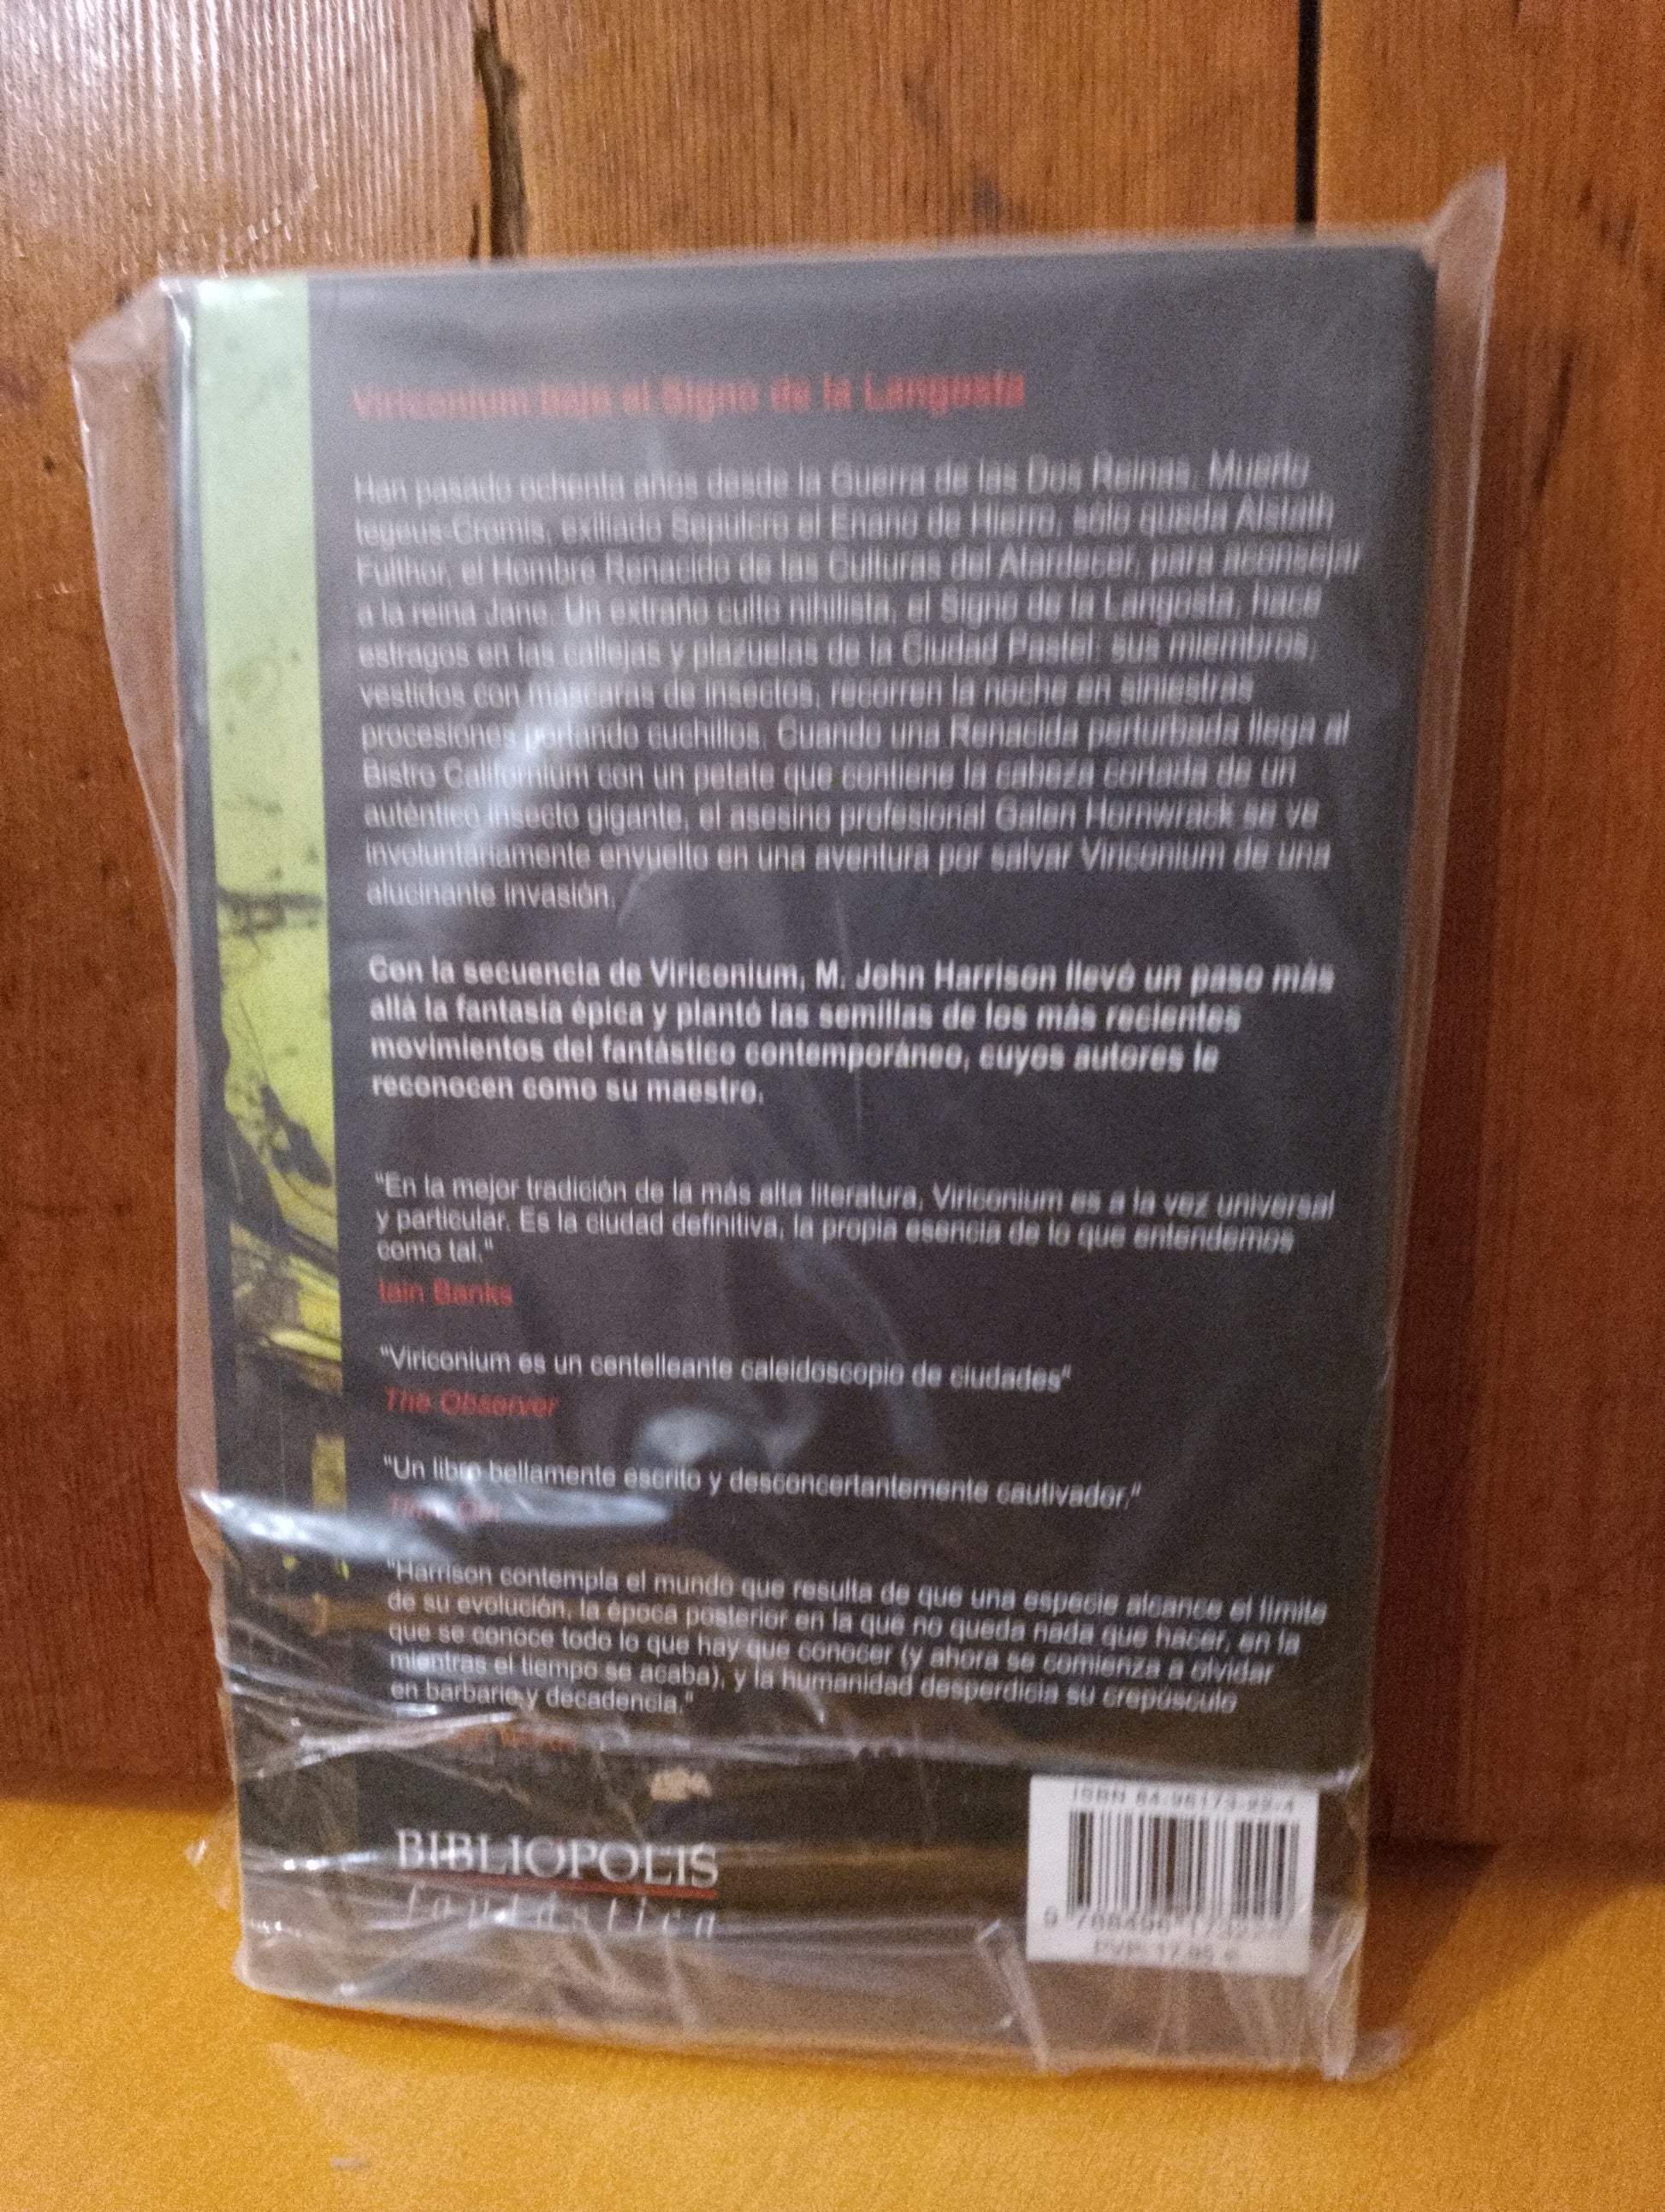 Viriconium bajo el Signo de la Langosta
Han pasado ochenta años desde la Guerra de las Dos Reinas. Muerto
tegeus-Cromis, exiliado Sepulcro el Enano de Hierro, sólo queda Alstath
Fulthor, el Hombre Renacido de las Culturas del Atardecer, para aconsejar
a la reina Jane. Un extraño culto nihilista, el Signo de la Langosta, hace
estragos en las callejas y plazuelas de la Ciudad Pastel: sus miembros,
vestidos con máscaras de insectos, recorren la noche en siniestras
procesiones portando cuchillos. Cuando una Renacida perturbada llega al
Bistro Californium con un petate que contiene la cabeza cortada de un
auténtico insecto gigante, el asesino profesional Galen Hornwrack se ve
involuntariamente envuelto en una aventura por salvar Viriconium de una
alucinante invasión.
Con la secuencia de Viriconium, M. John Harrison llevó un paso más
allá la fantasía épica y plantó las semillas de los más recientes
movimientos del fantástico contemporáneo, cuyos autores le
reconocen como su maestro.
"En la mejor tradición de la más alta literatura, Viriconium es a la vez universal
y particular. Es la ciudad definitiva, la propia esencia de lo que entendemos
como tal."
Iain Banks
"Viriconium es un centelleante caleidoscopio de ciudades"
The Observer
"Un libro bellamente escrito y desconcertantemente cautivador."
Time Out
"Harrison contempla el mundo que resulta de que una especie alcance el límite
de su evolución, la época posterior en la que no queda nada que hacer, en la
que se conoce todo lo que hay que conocer (y ahora se comienza a olvidar
mientras el tiempo se acaba), y la humanidad desperdicia su crepúsculo
en barbarie y decadencia."
BIBLIÓPOLIS
fantástica
ISBN 84-96173-22-4
PVP: 17.95 €